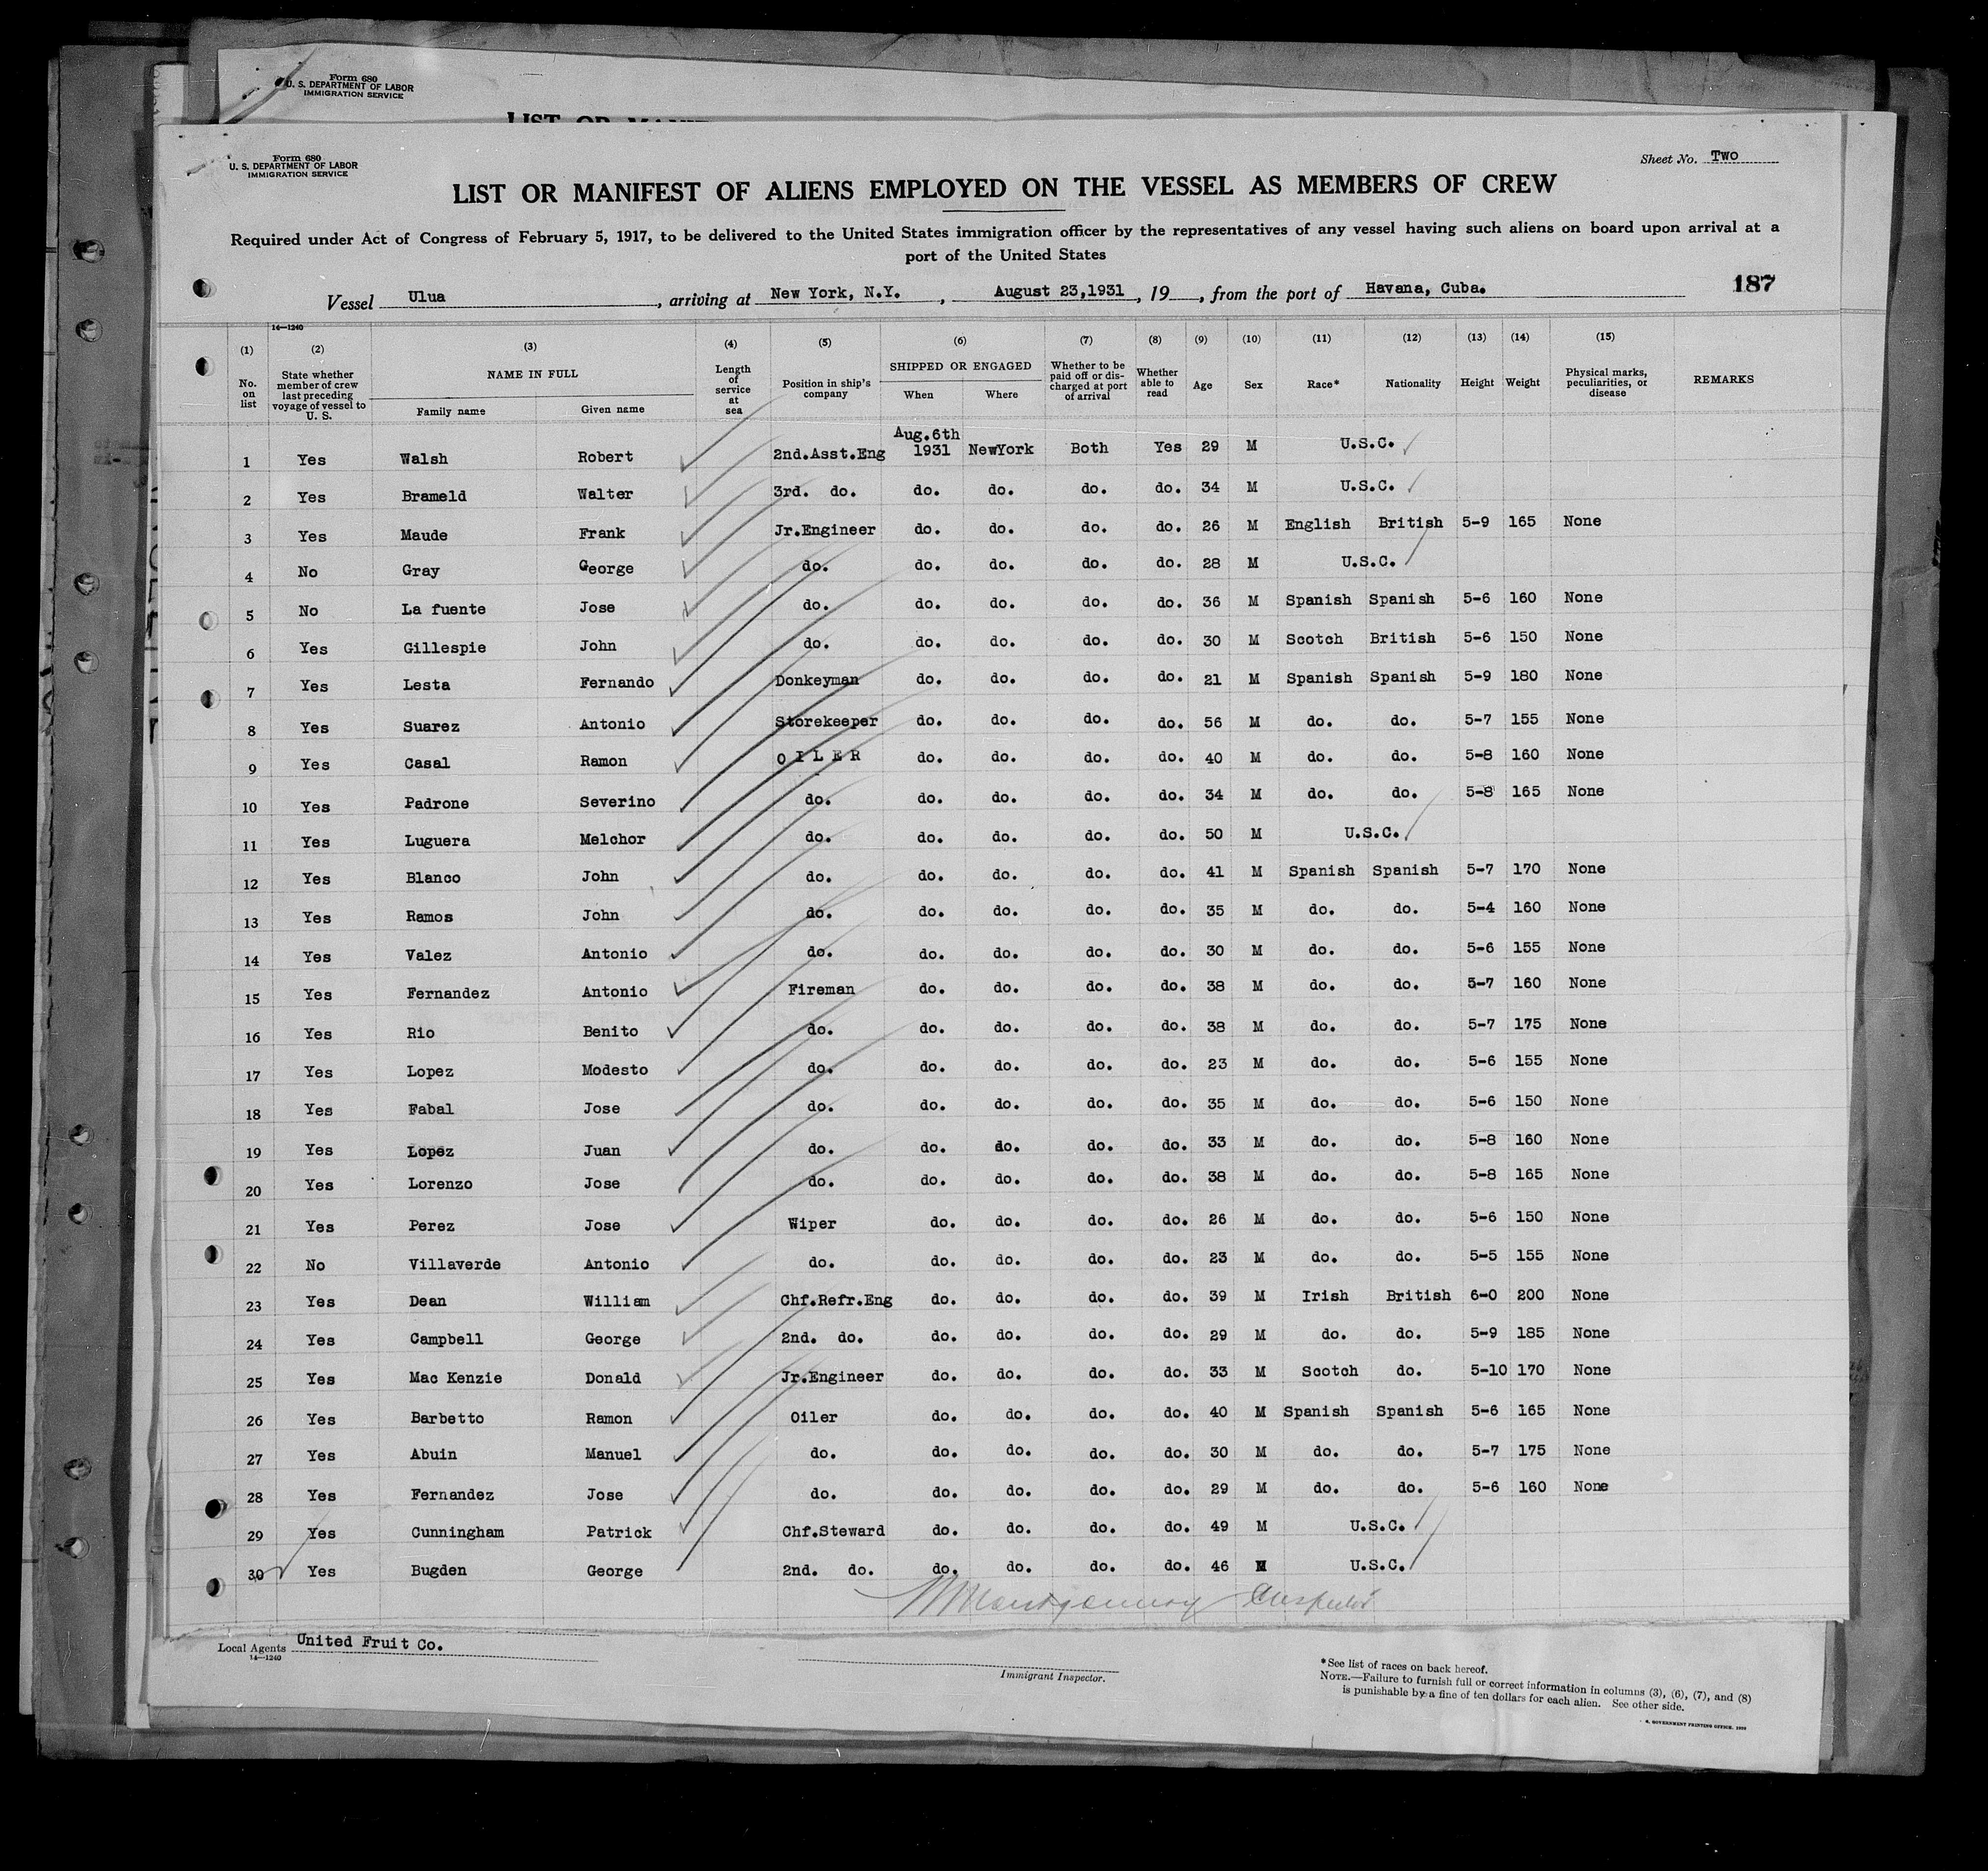 Form 680
U. S. DEPARTMENT OF LABOR
IMMIGRATION SERVICE
Form 680
U. S. DEPARTMENT OF LABOR
IMMIGRATION SERVICE
Sheet No. Two
LIST OR MANIFEST OF ALIENS EMPLOYED ON THE VESSEL AS MEMBERS OF CREW
Required under Act of Congress of February 5, 1917, to be delivered to the United States immigration officer by the representatives of any vessel having such aliens on board upon arrival at a
port of the United States
187
Vessel Ulua, arriving at New York, N.Y., August 23,1931, 19, from the port of Havana, Cuba.
14—1240
(1) (2) (3) (4) (5) (6) (7) (8) (9) (10) (11) (12) (13) (14) (15)
No. on list State whether member of crew last preceding voyage of vessel to U. S. NAME IN FULL Family name Given name Length of service at sea Position in ship's company SHIPPED OR ENGAGED When Where Whether to be paid off or discharged at port of arrival Whether able to read Age Sex Race* Nationality Height Weight Physical marks, peculiarities, or disease REMARKS
1 Yes Walsh Robert 2nd.Asst.Eng Aug.6th 1931 NewYork Both Yes 29 M U.S.C.
2 Yes Brameld Walter 3rd. do. do. do. do. do. 34 M U.S.C.
3 Yes Maude Frank Jr.Engineer do. do. do. do. 26 M English British 5-9 165 None
4 No Gray George do. do. do. do. do. 28 M U.S.C.
5 No La fuente Jose do. do. do. do. do. 36 M Spanish Spanish 5-6 160 None
6 Yes Gillespie John do. do. do. do. do. 30 M Scotch British 5-6 150 None
7 Yes Lesta Fernando Donkeyman do. do. do. do. 21 M Spanish Spanish 5-9 180 None
8 Yes Suarez Antonio Storekeeper do. do. do. do. 56 M do. do. 5-7 155 None
9 Yes Casal Ramon OILER do. do. do. do. 40 M do. do. 5-8 160 None
10 Yes Padrone Severino do. do. do. do. do. 34 M do. do. 5-8 165 None
11 Yes Luguera Melchor do. do. do. do. do. 50 M U.S.C.
12 Yes Blanco John do. do. do. do. do. 41 M Spanish Spanish 5-7 170 None
13 Yes Ramos John do. do. do. do. do. 35 M do. do. 5-4 160 None
14 Yes Valez Antonio do. do. do. do. do. 30 M do. do. 5-6 155 None
15 Yes Fernandez Antonio Fireman do. do. do. do. 38 M do. do. 5-7 160 None
16 Yes Rio Benito do. do. do. do. do. 38 M do. do. 5-7 175 None
17 Yes Lopez Modesto do. do. do. do. do. 23 M do. do. 5-6 155 None
18 Yes Fabal Jose do. do. do. do. do. 35 M do. do. 5-6 150 None
19 Yes Lopez Juan do. do. do. do. do. 33 M do. do. 5-8 160 None
20 Yes Lorenzo Jose do. do. do. do. do. 38 M do. do. 5-8 165 None
21 Yes Perez Jose Wiper do. do. do. do. 26 M do. do. 5-6 150 None
22 No Villaverde Antonio do. do. do. do. do. 23 M do. do. 5-5 155 None
23 Yes Dean William Chf.Refr.Eng do. do. do. do. 39 M Irish British 6-0 200 None
24 Yes Campbell George 2nd. do. do. do. do. do. 29 M do. do. 5-9 185 None
25 Yes Mac Kenzie Donald Jr.Engineer do. do. do. do. 33 M Scotch do. 5-10 170 None
26 Yes Barbetto Ramon Oiler do. do. do. do. 40 M Spanish Spanish 5-6 165 None
27 Yes Abuin Manuel do. do. do. do. do. 30 M do. do. 5-7 175 None
28 Yes Fernandez Jose do. do. do. do. do. 29 M do. do. 5-6 160 None
29 Yes Cunningham Patrick Chf.Steward do. do. do. do. 49 M U.S.C.
30 Yes Bugden George 2nd. do. do. do. do. do. 46 M U.S.C.
Montgomery Inspector
Local Agents United Fruit Co.
14—1240
Immigrant Inspector.
*See list of races on back hereof.
NOTE.—Failure to furnish full or correct information in columns (3), (6), (7), and (8)
is punishable by a fine of ten dollars for each alien. See other side.
GOVERNMENT PRINTING OFFICE.